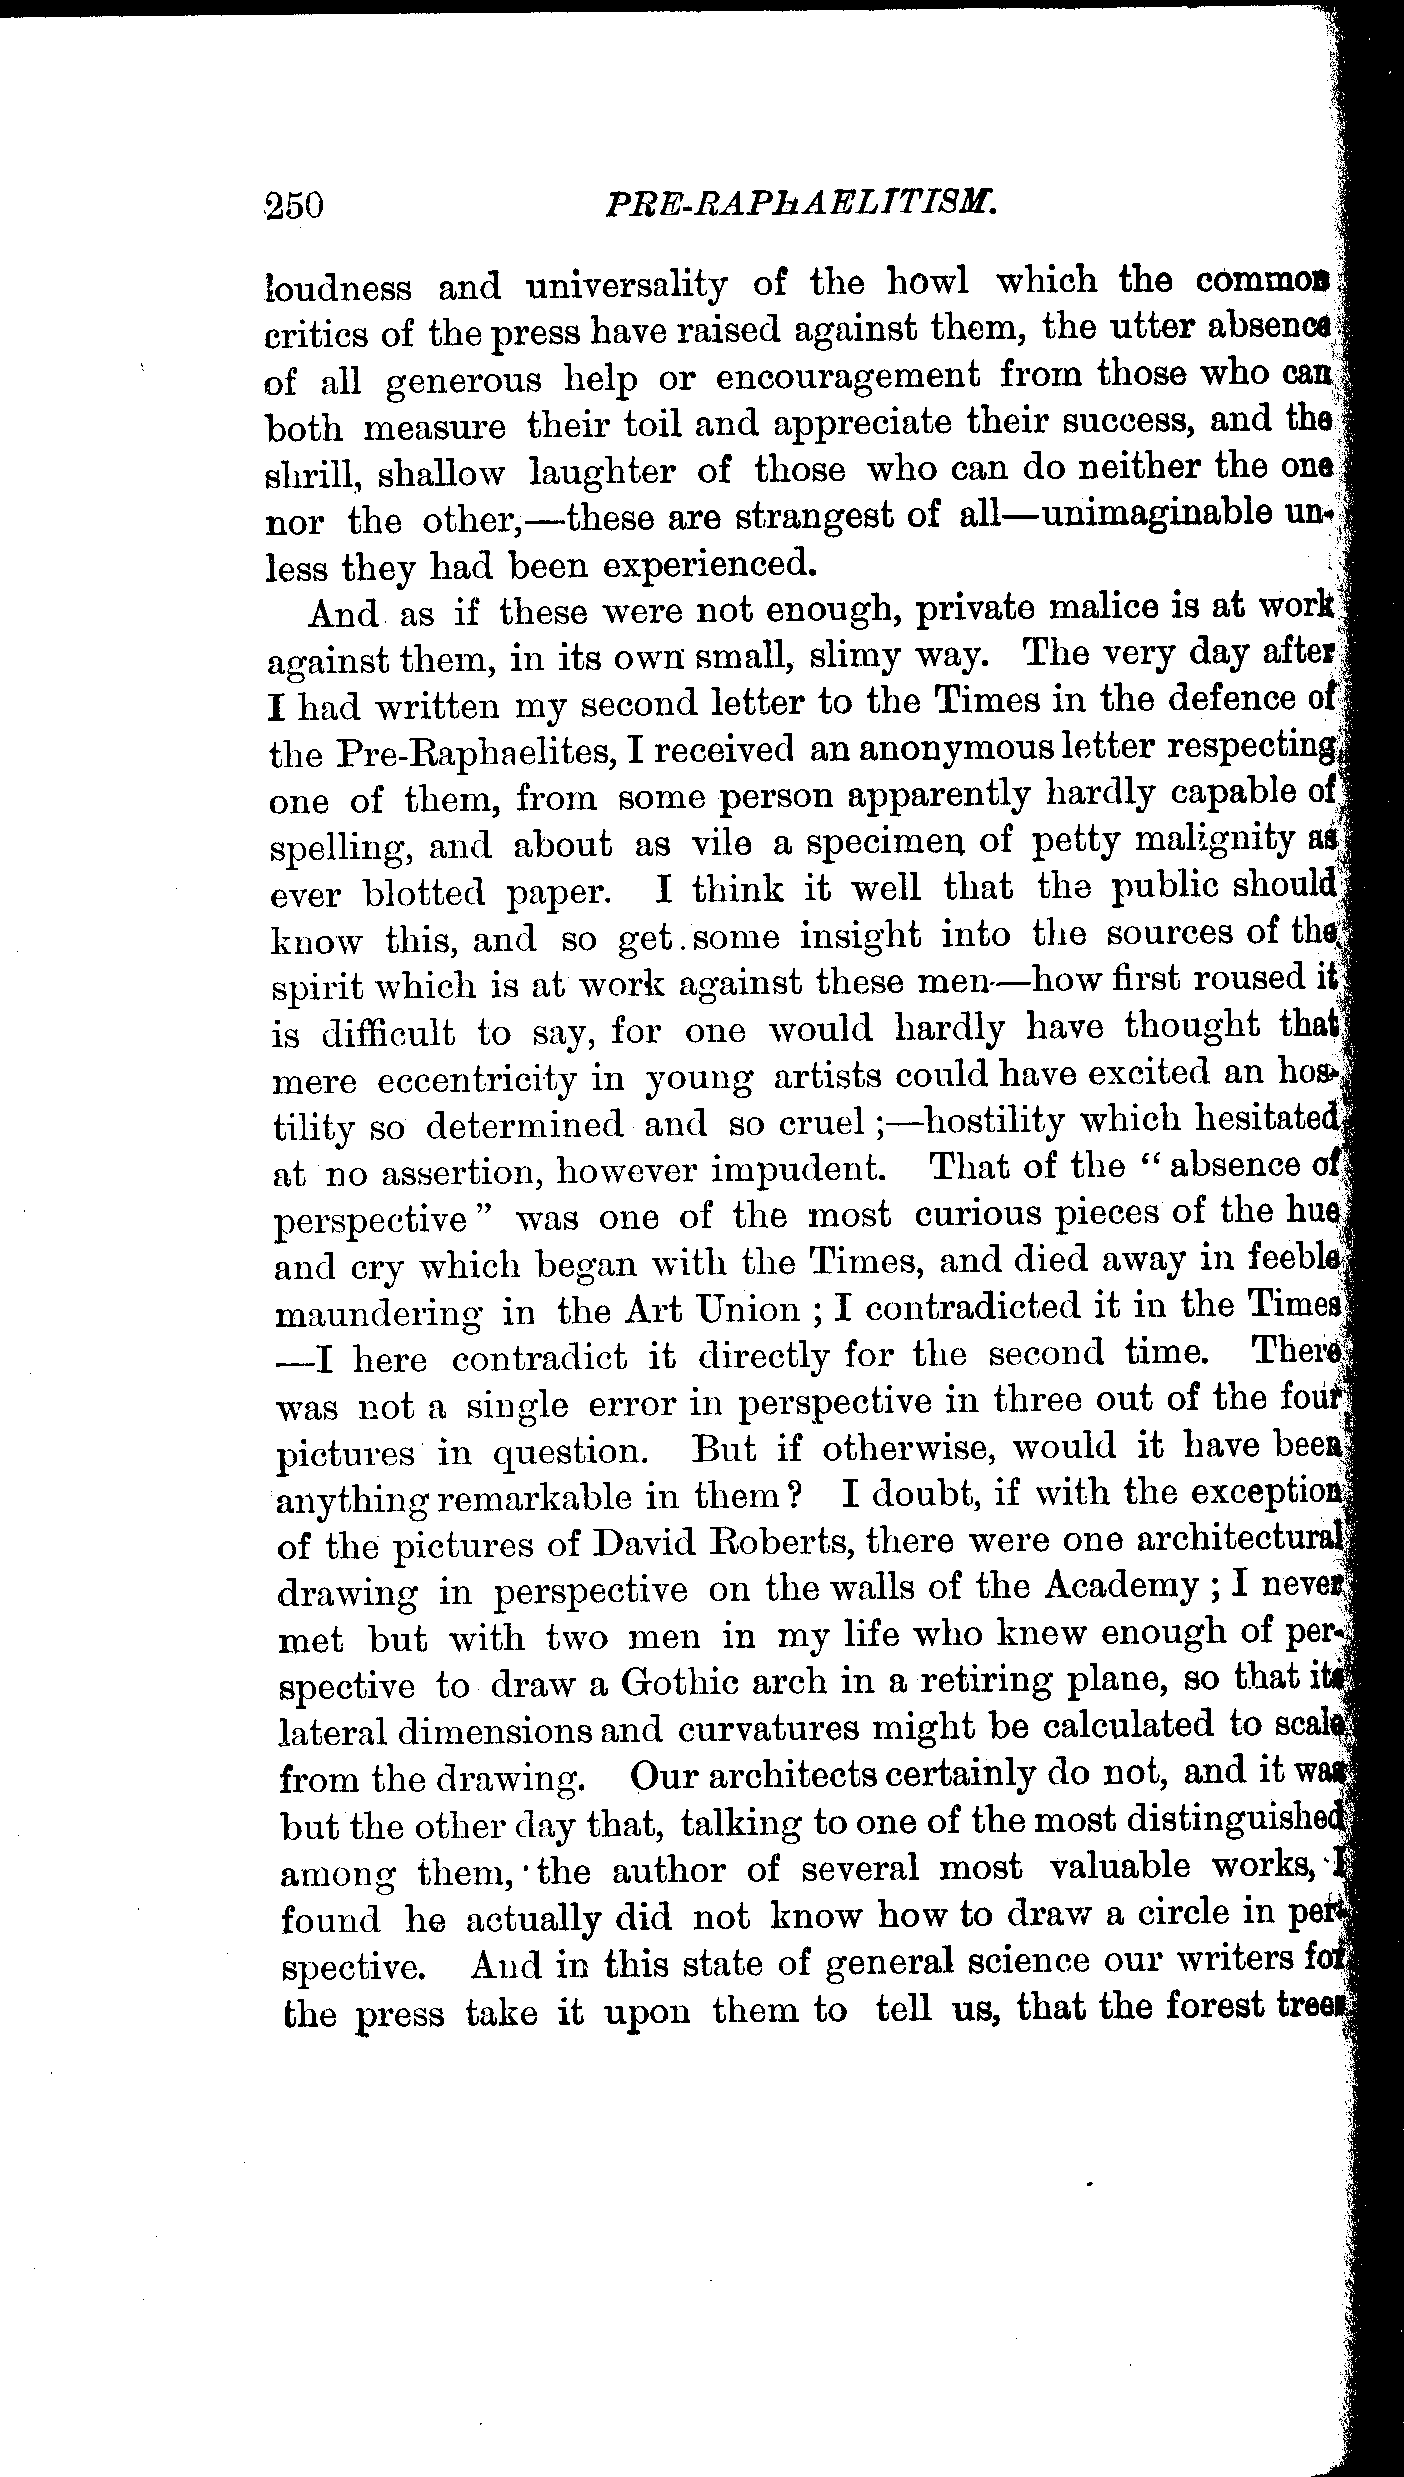 250 PRE-RAPHAELITISM.
loudness and universality of the howl which the common
critics of the press have raised against them, the utter absence
of all generous help or encouragement from those who can
both measure their toil and appreciate their success, and the
shrill, shallow laughter of those who can do neither the one
nor the other,—these are strangest of all—unimaginable un-
less they had been experienced.
And as if these were not enough, private malice is at work
against them, in its own small, slimy way. The very day after
I had written my second letter to the Times in the defence of
the Pre-Raphaelites, I received an anonymous letter respecting
one of them, from some person apparently hardly capable of
spelling, and about as vile a specimen of petty malignity as
ever blotted paper. I think it well that the public should
know this, and so get some insight into the sources of the
spirit which is at work against these men—how first roused it
is difficult to say, for one would hardly have thought that
mere eccentricity in young artists could have excited an hos-
tility so determined and so cruel ;—hostility which hesitated
at no assertion, however impudent. That of the “ absence of
perspective ” was one of the most curious pieces of the hue
and cry which began with the Times, and died away in feeble
maundering in the Art Union ; I contradicted it in the Times
—I here contradict it directly for the second time. There
was not a single error in perspective in three out of the four
pictures in question. But if otherwise, would it have been
anything remarkable in them ? I doubt, if with the exception
of the pictures of David Roberts, there were one architectural
drawing in perspective on the walls of the Academy ; I never
met but with two men in my life who knew enough of per-
spective to draw a Gothic arch in a retiring plane, so that its
lateral dimensions and curvatures might be calculated to scale
from the drawing. Our architects certainly do not, and it was
but the other day that, talking to one of the most distinguished
among them, the author of several most valuable works, I
found he actually did not know how to draw a circle in per-
spective. And in this state of general science our writers for
the press take it upon them to tell us, that the forest trees